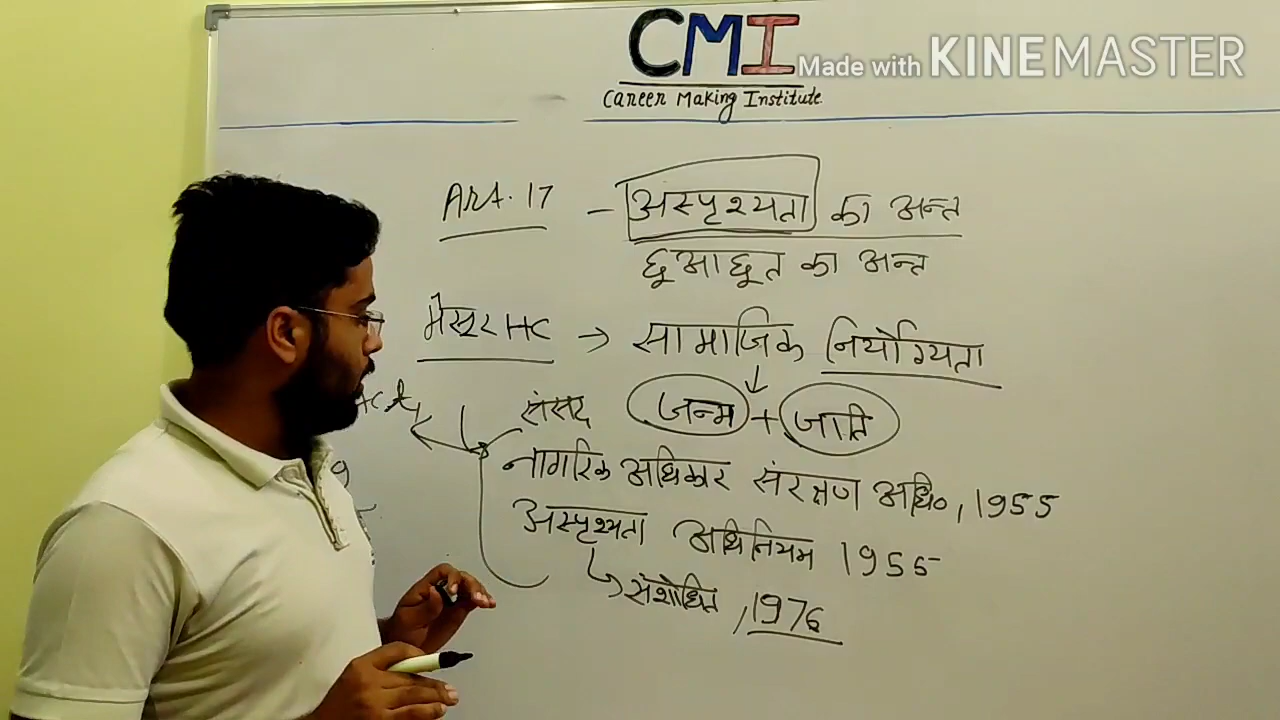 CMI
Made with KINEMASTER
Career Making Institute
Art. 17 - अस्पृश्यता का अन्त
छूआछूत का अन्त
मैसूर HC → सामाजिक निर्योग्यता
संसद जन्म + जाति
नागरिक अधिकार संरक्षण अधि०, 1955
अस्पृश्यता अधिनियम 1955
संशोधित, 1976